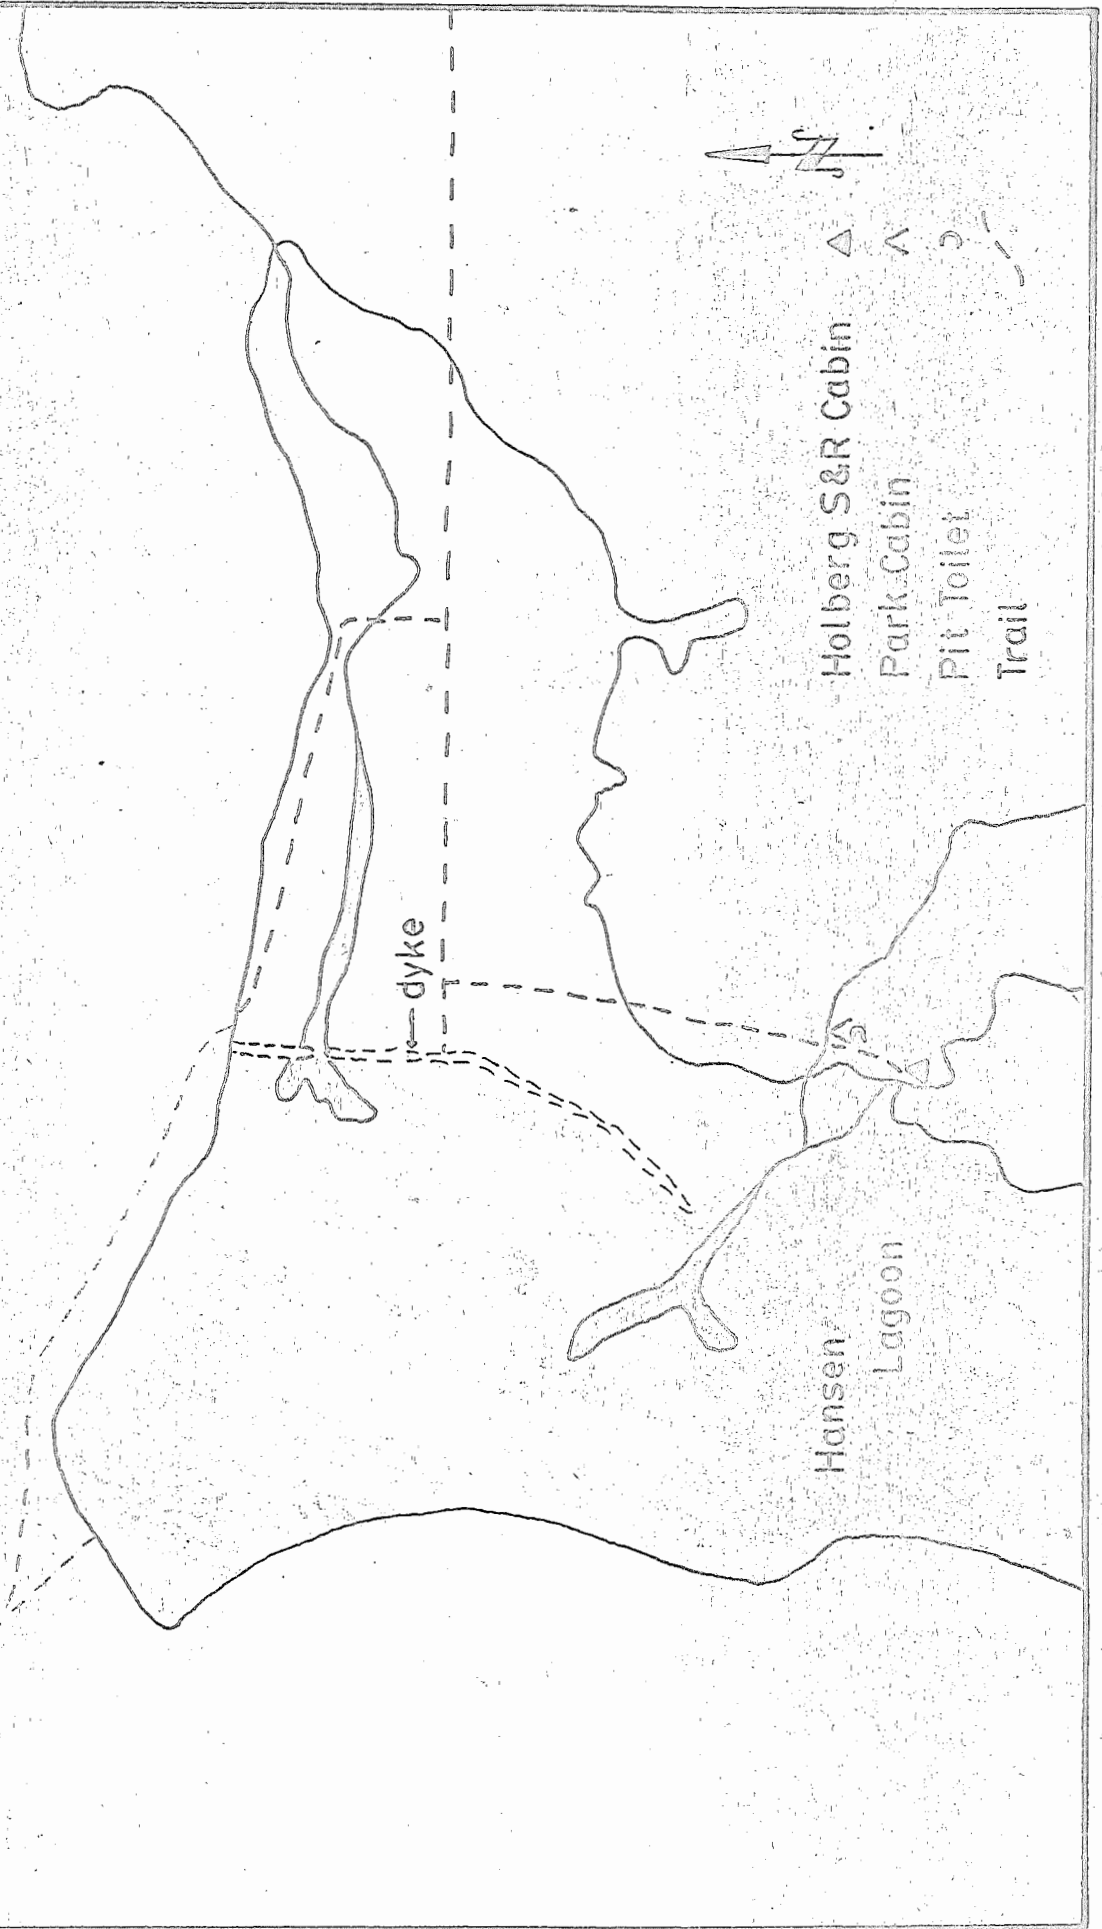 Holberg S&R Cabin
Park Cabin
Pit Toilet
Trail
dyke
Hansen
Lagoon
N